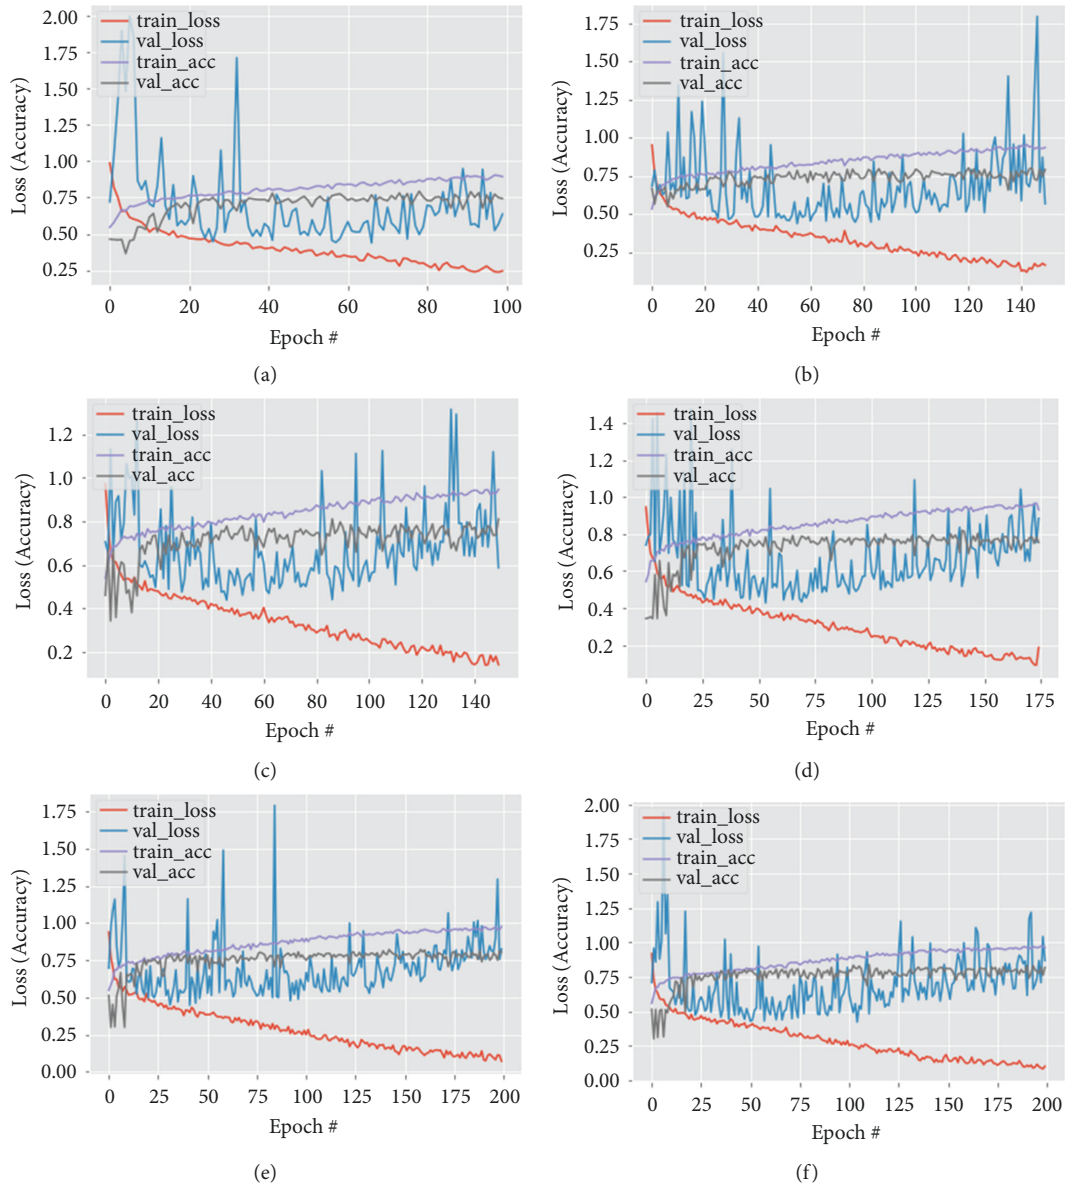 2.00
1.75
1.50
1.25
1.00
0.75
0.50
0.25
Loss (Accuracy)
train_loss
val_loss
train_acc
val_acc
0 20 40 60 80 100
Epoch #
(a)
1.75
1.50
1.25
1.00
0.75
0.50
0.25
Loss (Accuracy)
train_loss
val_loss
train_acc
val_acc
0 20 40 60 80 100 120 140
Epoch #
(b)
1.2
1.0
0.8
0.6
0.4
0.2
Loss (Accuracy)
train_loss
val_loss
train_acc
val_acc
0 20 40 60 80 100 120 140
Epoch #
(c)
1.4
1.2
1.0
0.8
0.6
0.4
0.2
Loss (Accuracy)
train_loss
val_loss
train_acc
val_acc
0 25 50 75 100 125 150 175
Epoch #
(d)
1.75
1.50
1.25
1.00
0.75
0.50
0.25
0.00
Loss (Accuracy)
train_loss
val_loss
train_acc
val_acc
0 25 50 75 100 125 150 175 200
Epoch #
(e)
2.00
1.75
1.50
1.25
1.00
0.75
0.50
0.25
0.00
Loss (Accuracy)
train_loss
val_loss
train_acc
val_acc
0 25 50 75 100 125 150 175 200
Epoch #
(f)